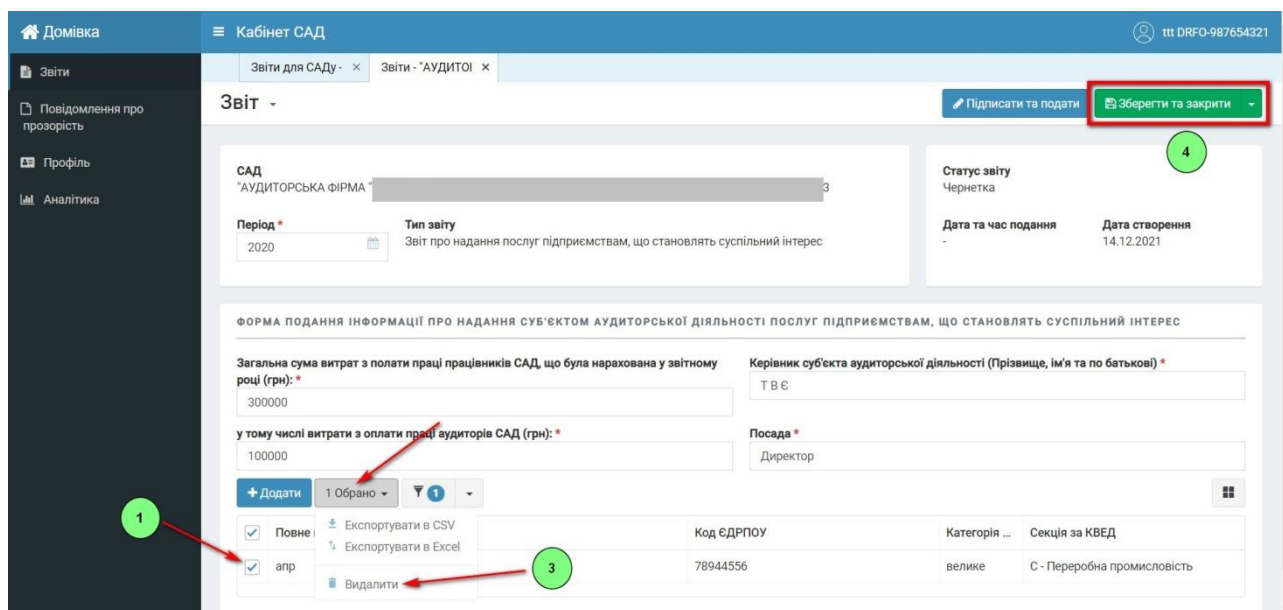 Домівка
Кабінет САД
ttt DRFO-987654321
Звіти
Повідомлення про
прозорість
Профіль
Аналітика
Звіти для САДу -
Звіти - "АУДИТОІ
Звіт
Підписати та подати
Зберегти та закрити
4
САД
"АУДИТОРСЬКА ФІРМА "
3
Період *
2020
Тип звіту
Звіт про надання послуг підприємствам, що становлять суспільний інтерес
Статус звіту
Чернетка
Дата та час подання
-
Дата створення
14.12.2021
ФОРМА ПОДАННЯ ІНФОРМАЦІЇ ПРО НАДАННЯ СУБ'ЄКТОМ АУДИТОРСЬКОЇ ДІЯЛЬНОСТІ ПОСЛУГ ПІДПРИЄМСТВАМ, ЩО СТАНОВЛЯТЬ СУСПІЛЬНИЙ ІНТЕРЕС
Загальна сума витрат з полати праці працівників САД, що була нарахована у звітному
році (грн): *
300000
Керівник суб'єкта аудиторської діяльності (Прізвище, ім'я та по батькові) *
Т В Є
у тому числі витрати з оплати праці аудиторів САД (грн): *
100000
Посада *
Директор
+ Додати
1 Обрано
1
1
Повне
Код ЄДРПОУ
Категорія ...
Секція за КВЕД
Експортувати в CSV
Експортувати в Excel
Видалити
3
апр
78944556
велике
C - Переробна промисловість